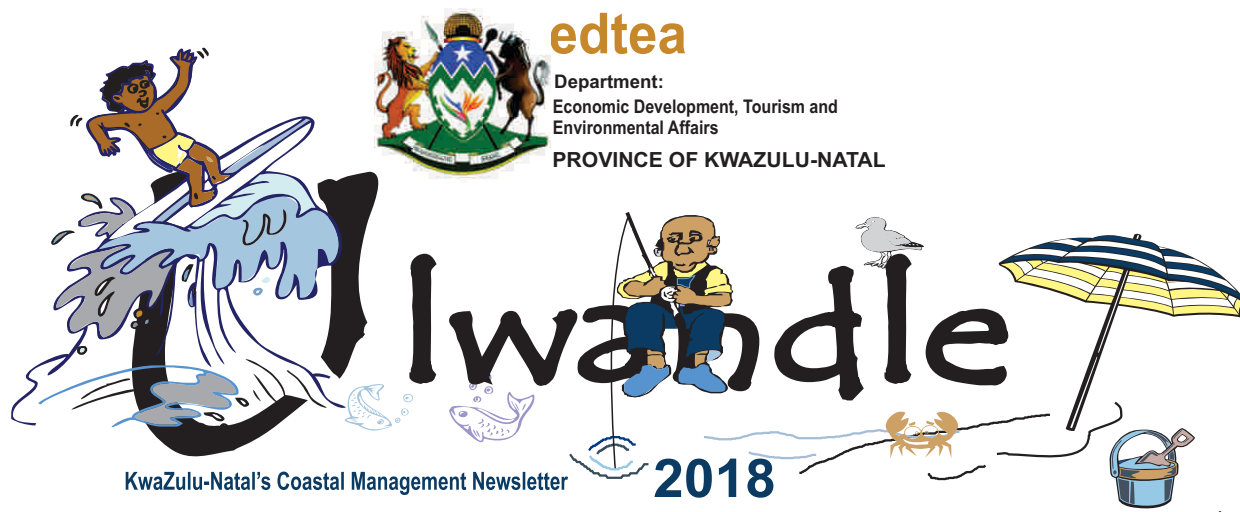 edtea
Department:
Economic Development, Tourism and
Environmental Affairs
PROVINCE OF KWAZULU-NATAL
Ulwandle
KwaZulu-Natal's Coastal Management Newsletter
2018